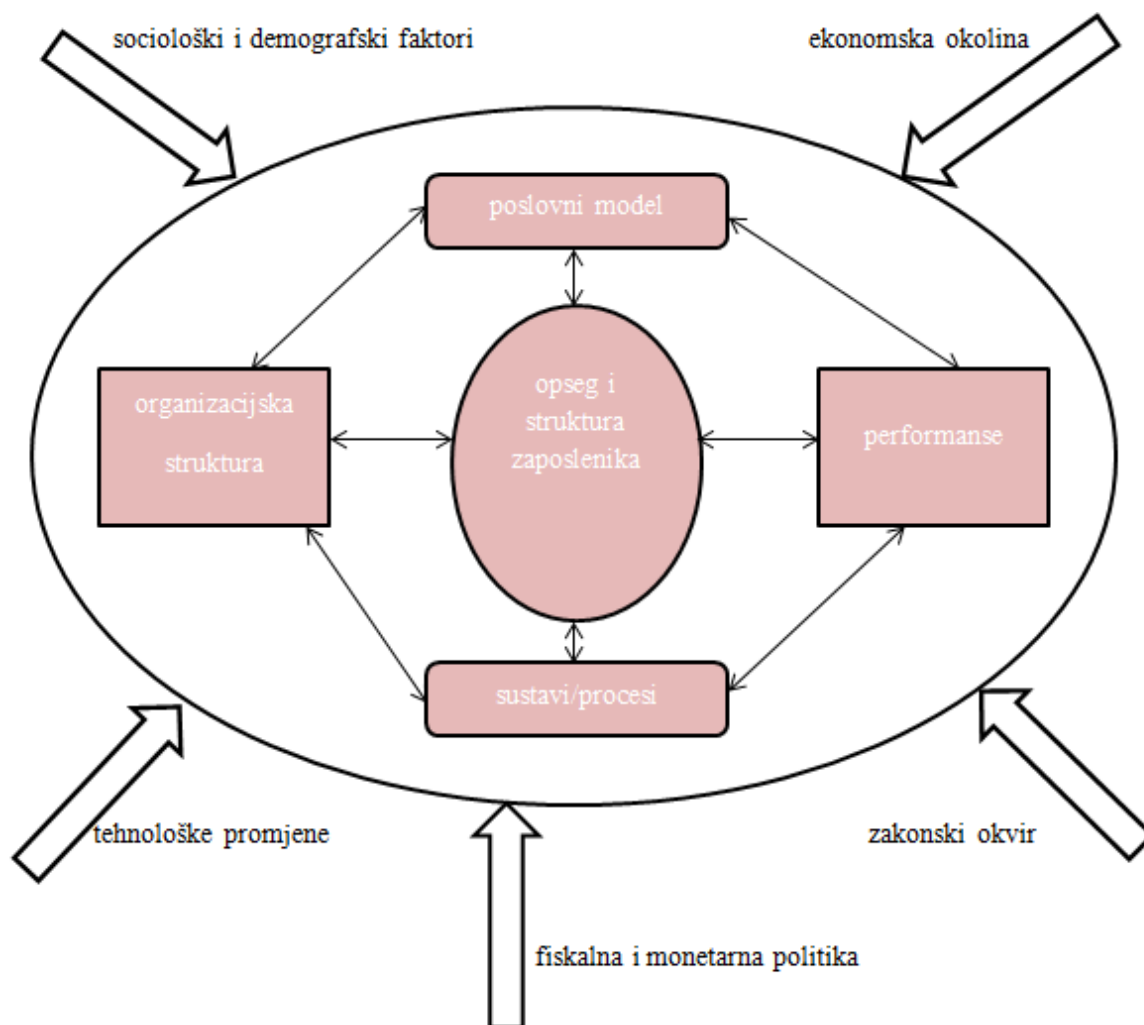 sociološki i demografski faktori
ekonomska okolina
poslovni model
organizacijska
struktura
opseg i
struktura
zaposlenika
performanse
sustavi/procesi
tehnološke promjene
zakonski okvir
fiskalna i monetarna politika